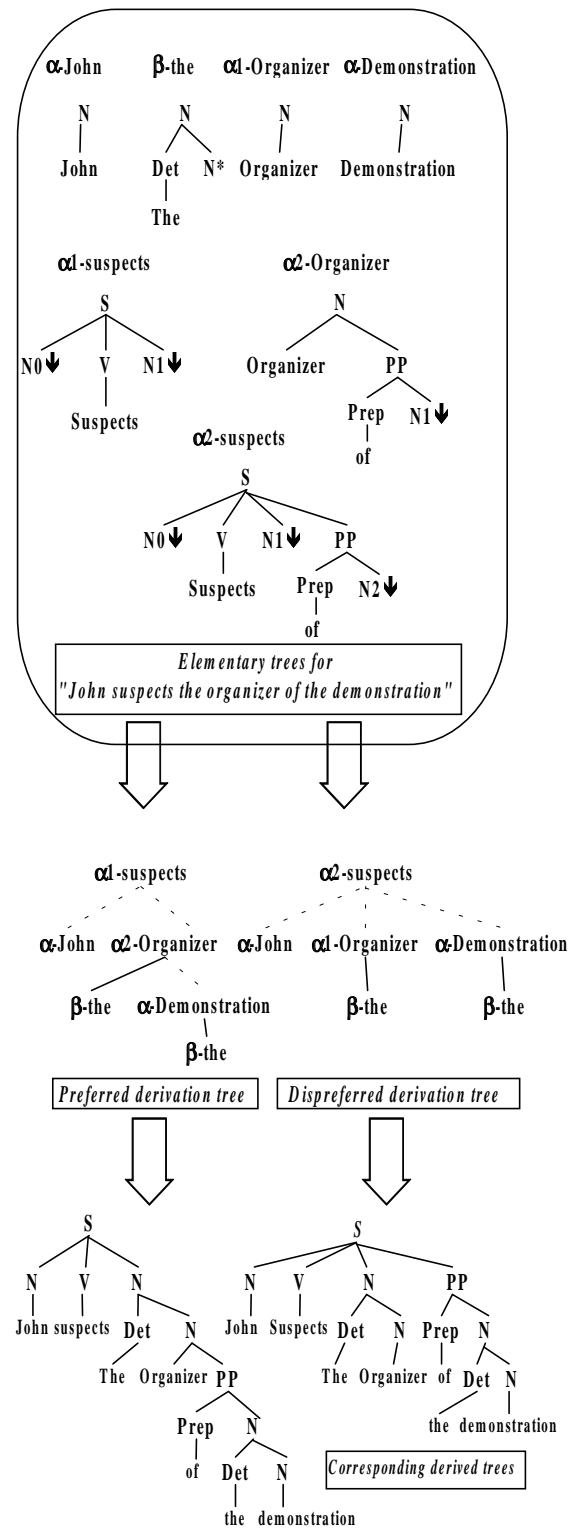 α-John β-the α1-Organizer α-Demonstration
N N N N
John Det N* Organizer Demonstration
The
α1-suspects α2-Organizer
S N
N0 V N1 Organizer PP
Suspects Prep N1
of
α2-suspects
S
N0 V N1 PP
Suspects Prep N2
of
Elementary trees for
"John suspects the organizer of the demonstration"
α1-suspects α2-suspects
α-John α2-Organizer α-John α1-Organizer α-Demonstration
β-the α-Demonstration β-the β-the
β-the
Preferred derivation tree Dispreferred derivation tree
S S
N V N N V N PP
John suspects Det N John Suspects Det N Prep N
The Organizer PP The Organizer of Det N
Prep N the demonstration
of Det N Corresponding derived trees
the demonstration